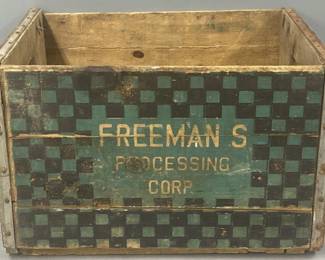 FREEMAN S
PROCESSING
CORP